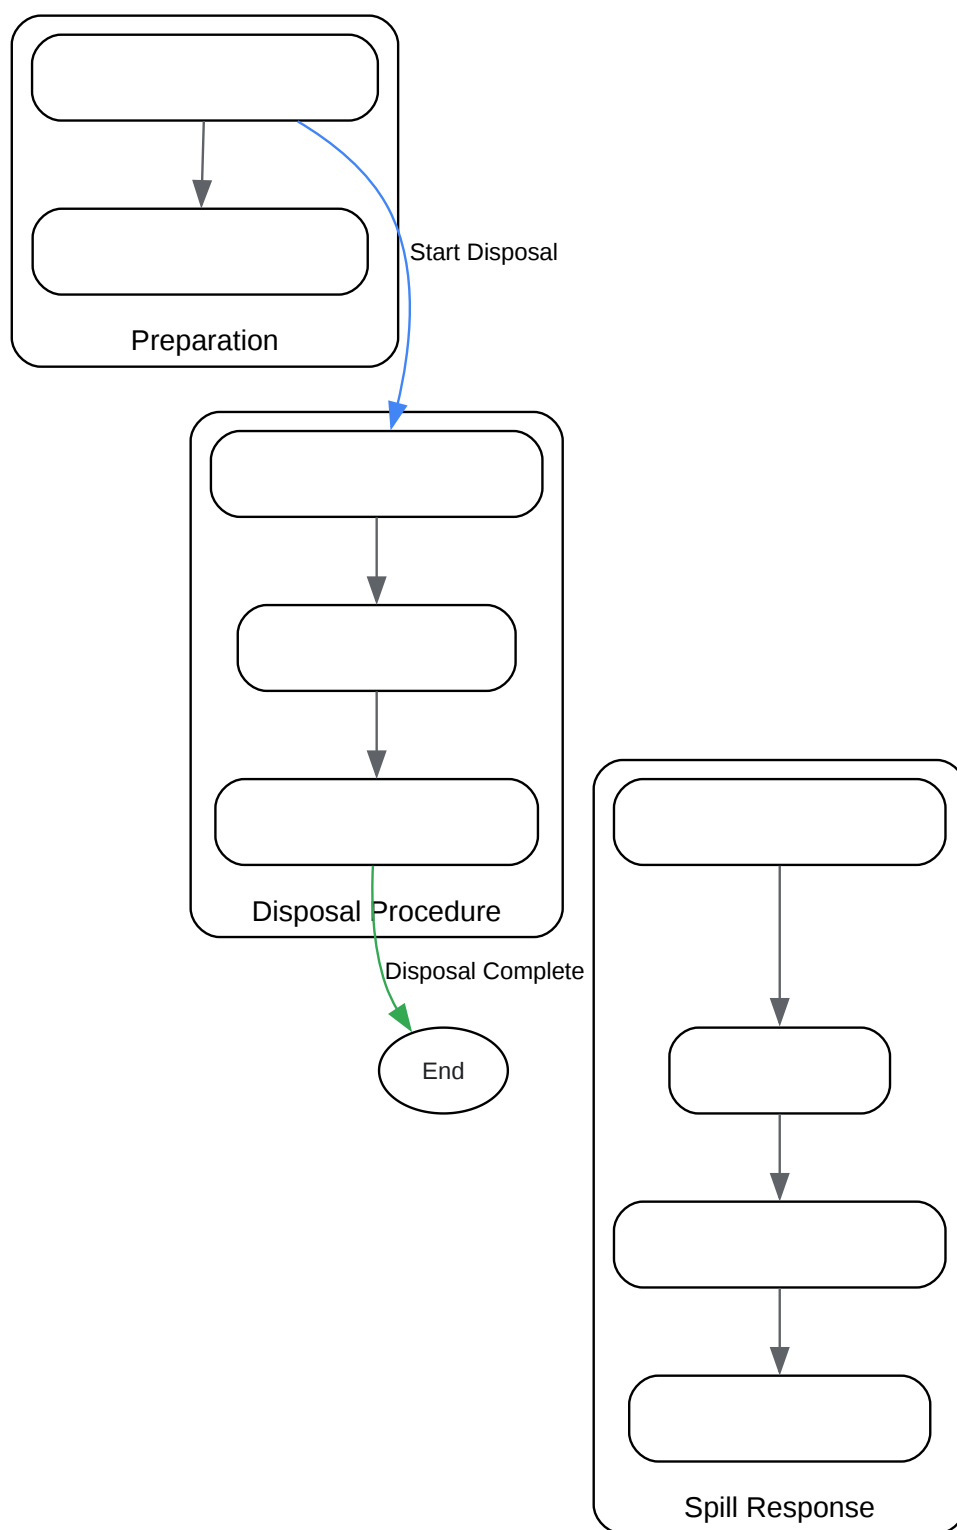 Start Disposal
Preparation
Disposal Procedure
Disposal Complete
End
Spill Response